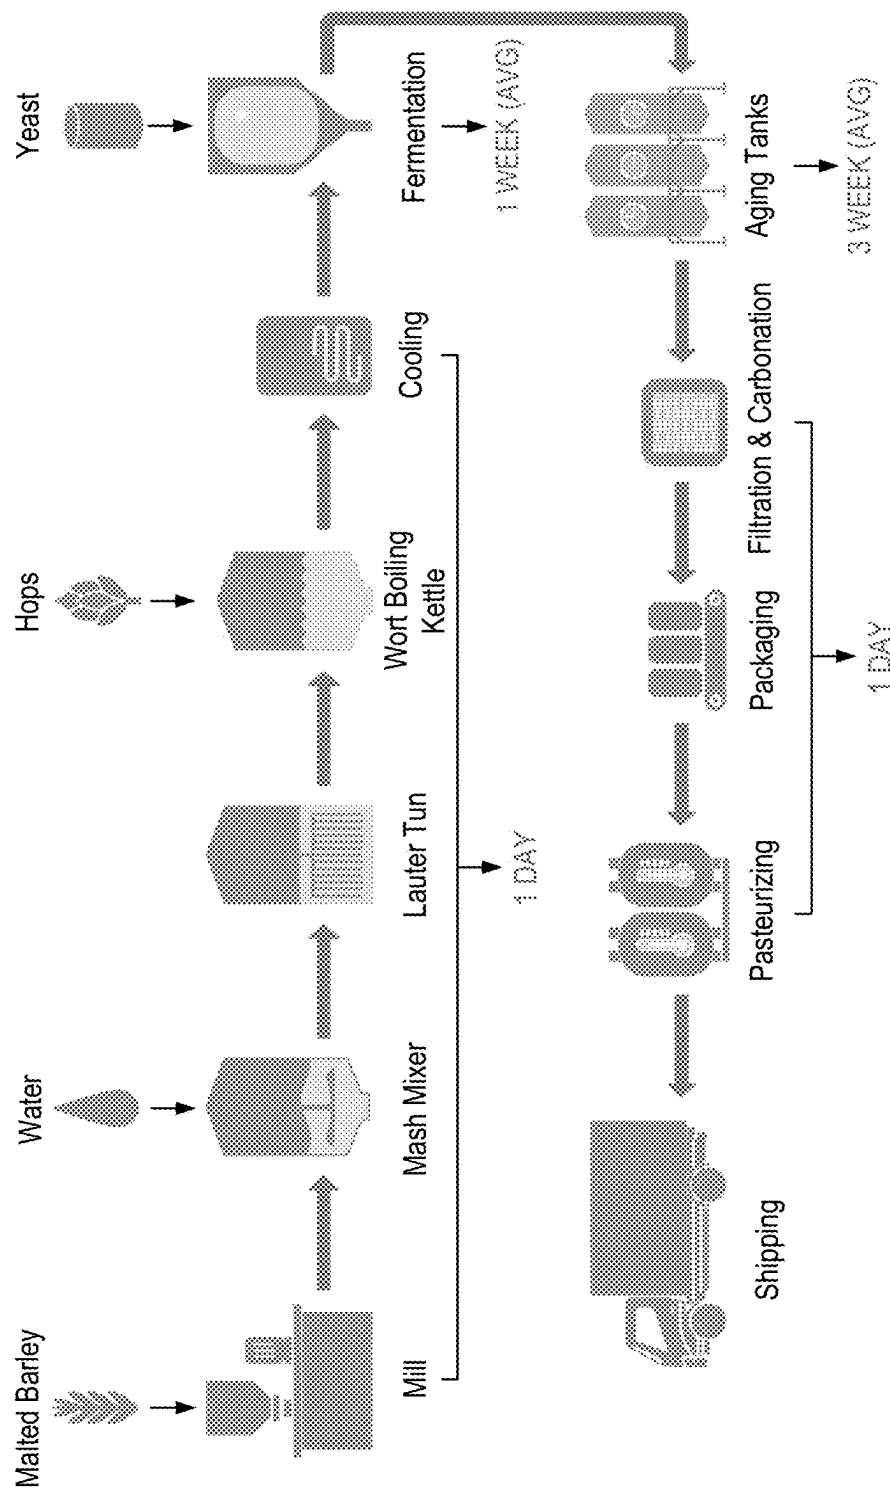 Malted Barley
Water
Hops
Yeast
Mill
Mash Mixer
Lauter Tun
Wort Boiling
Kettle
Cooling
Fermentation
1 DAY
1 WEEK (AVG)
Shipping
Pasteurizing
Packaging
Filtration & Carbonation
Aging Tanks
1 DAY
3 WEEK (AVG)